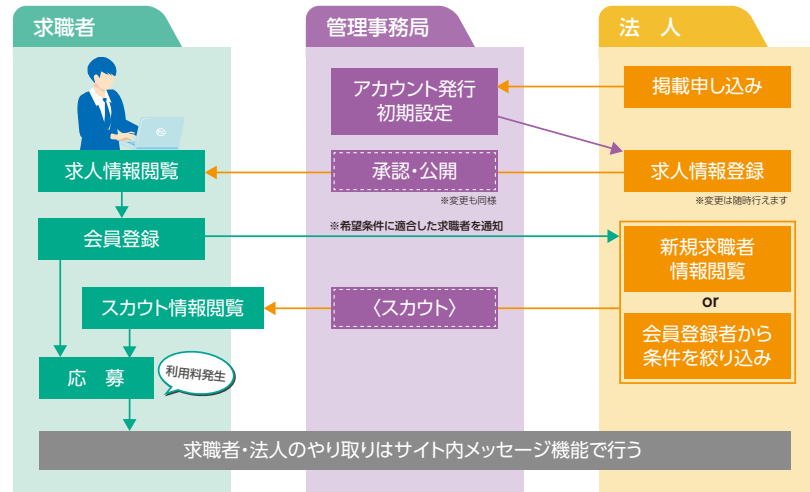 求職者
管理事務局
法　人
アカウント発行
初期設定
掲載申し込み
求人情報閲覧
承認・公開
求人情報登録
※変更も同様
※変更は随時行えます
※希望条件に適合した求職者を通知
会員登録
新規求職者
情報閲覧
or
スカウト情報閲覧
〈スカウト〉
会員登録者から
条件を絞り込み
応　募
利用料発生
求職者・法人のやり取りはサイト内メッセージ機能で行う